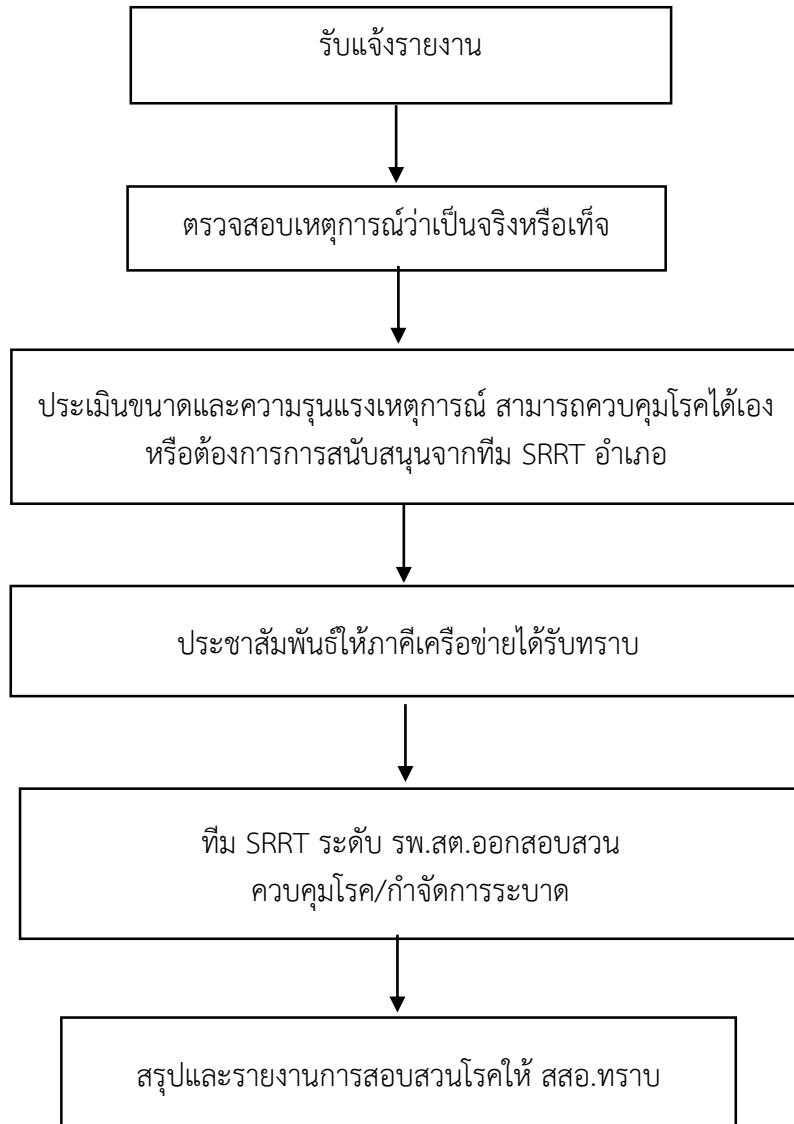 รับแจ้งรายงาน
ตรวจสอบเหตุการณ์ว่าเป็นจริงหรือเท็จ
ประเมินขนาดและความรุนแรงเหตุการณ์ สามารถควบคุมโรคได้เอง
หรือต้องการการสนับสนุนจากทีม SRRT อำเภอ
ประชาสัมพันธ์ให้ภาคีเครือข่ายได้รับทราบ
ทีม SRRT ระดับ รพ.สต.ออกสอบสวน
ควบคุมโรค/กำจัดการระบาด
สรุปและรายงานการสอบสวนโรคให้ สสอ.ทราบ